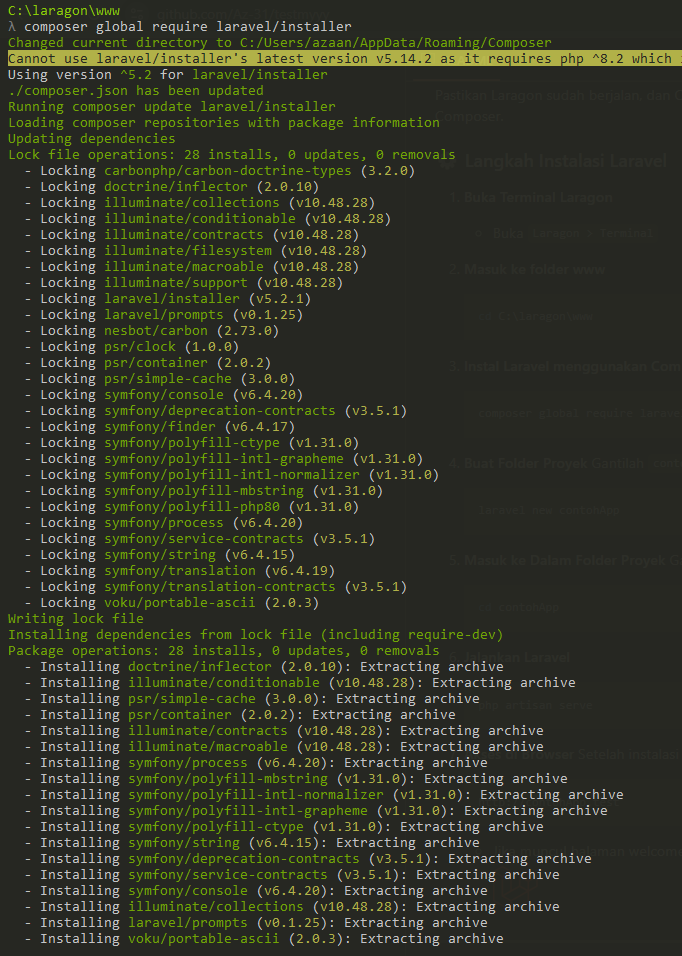 C:\laragon\www
λ composer global require laravel/installer
Changed current directory to C:/Users/azaan/AppData/Roaming/Composer
Cannot use laravel/installer's latest version v5.14.2 as it requires php ^8.2 which
Using version ^5.2 for laravel/installer
./composer.json has been updated
Running composer update laravel/installer
Loading composer repositories with package information
Updating dependencies
Lock file operations: 28 installs, 0 updates, 0 removals
- Locking carbonphp/carbon-doctrine-types (3.2.0)
- Locking doctrine/inflector (2.0.10)
- Locking illuminate/collections (v10.48.28)
- Locking illuminate/conditionable (v10.48.28)
- Locking illuminate/contracts (v10.48.28)
- Locking illuminate/filesystem (v10.48.28)
- Locking illuminate/macroable (v10.48.28)
- Locking illuminate/support (v10.48.28)
- Locking laravel/installer (v5.2.1)
- Locking laravel/prompts (v0.1.25)
- Locking nesbot/carbon (2.73.0)
- Locking psr/clock (1.0.0)
- Locking psr/container (2.0.2)
- Locking psr/simple-cache (3.0.0)
- Locking symfony/console (v6.4.20)
- Locking symfony/deprecation-contracts (v3.5.1)
- Locking symfony/finder (v6.4.17)
- Locking symfony/polyfill-ctype (v1.31.0)
- Locking symfony/polyfill-intl-grapheme (v1.31.0)
- Locking symfony/polyfill-intl-normalizer (v1.31.0)
- Locking symfony/polyfill-mbstring (v1.31.0)
- Locking symfony/polyfill-php80 (v1.31.0)
- Locking symfony/process (v6.4.20)
- Locking symfony/service-contracts (v3.5.1)
- Locking symfony/string (v6.4.15)
- Locking symfony/translation (v6.4.19)
- Locking symfony/translation-contracts (v3.5.1)
- Locking voku/portable-ascii (2.0.3)
Writing lock file
Installing dependencies from lock file (including require-dev)
Package operations: 28 installs, 0 updates, 0 removals
- Installing doctrine/inflector (2.0.10): Extracting archive
- Installing illuminate/conditionable (v10.48.28): Extracting archive
- Installing psr/simple-cache (3.0.0): Extracting archive
- Installing psr/container (2.0.2): Extracting archive
- Installing illuminate/contracts (v10.48.28): Extracting archive
- Installing illuminate/macroable (v10.48.28): Extracting archive
- Installing symfony/process (v6.4.20): Extracting archive
- Installing symfony/polyfill-mbstring (v1.31.0): Extracting archive
- Installing symfony/polyfill-intl-normalizer (v1.31.0): Extracting archive
- Installing symfony/polyfill-intl-grapheme (v1.31.0): Extracting archive
- Installing symfony/polyfill-ctype (v1.31.0): Extracting archive
- Installing symfony/string (v6.4.15): Extracting archive
- Installing symfony/deprecation-contracts (v3.5.1): Extracting archive
- Installing symfony/service-contracts (v3.5.1): Extracting archive
- Installing symfony/console (v6.4.20): Extracting archive
- Installing illuminate/collections (v10.48.28): Extracting archive
- Installing laravel/prompts (v0.1.25): Extracting archive
- Installing voku/portable-ascii (2.0.3): Extracting archive
Langkah Instalasi Laravel
1. Buka Terminal Laragon
2. Masuk ke folder www